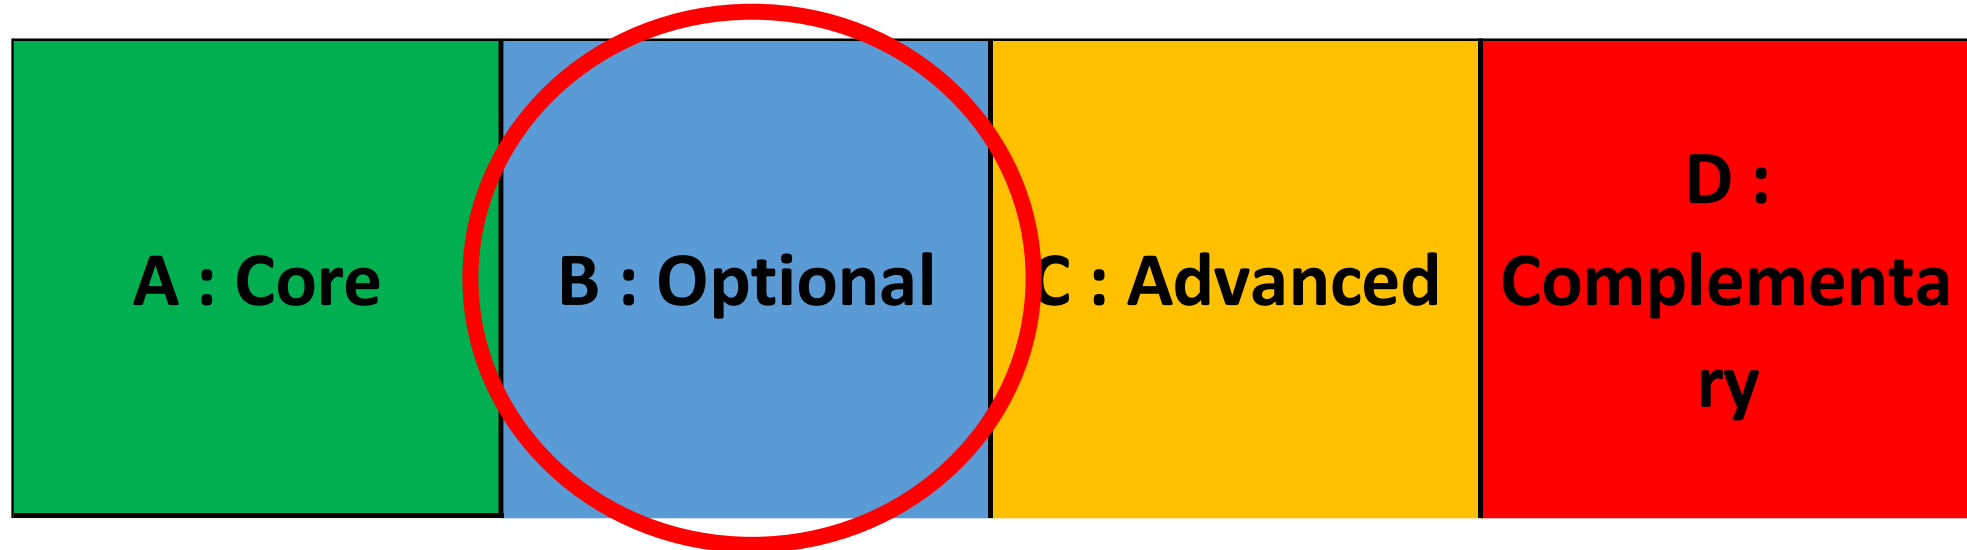 A : Core
B : Optional
C : Advanced
D :
Complementa
ry